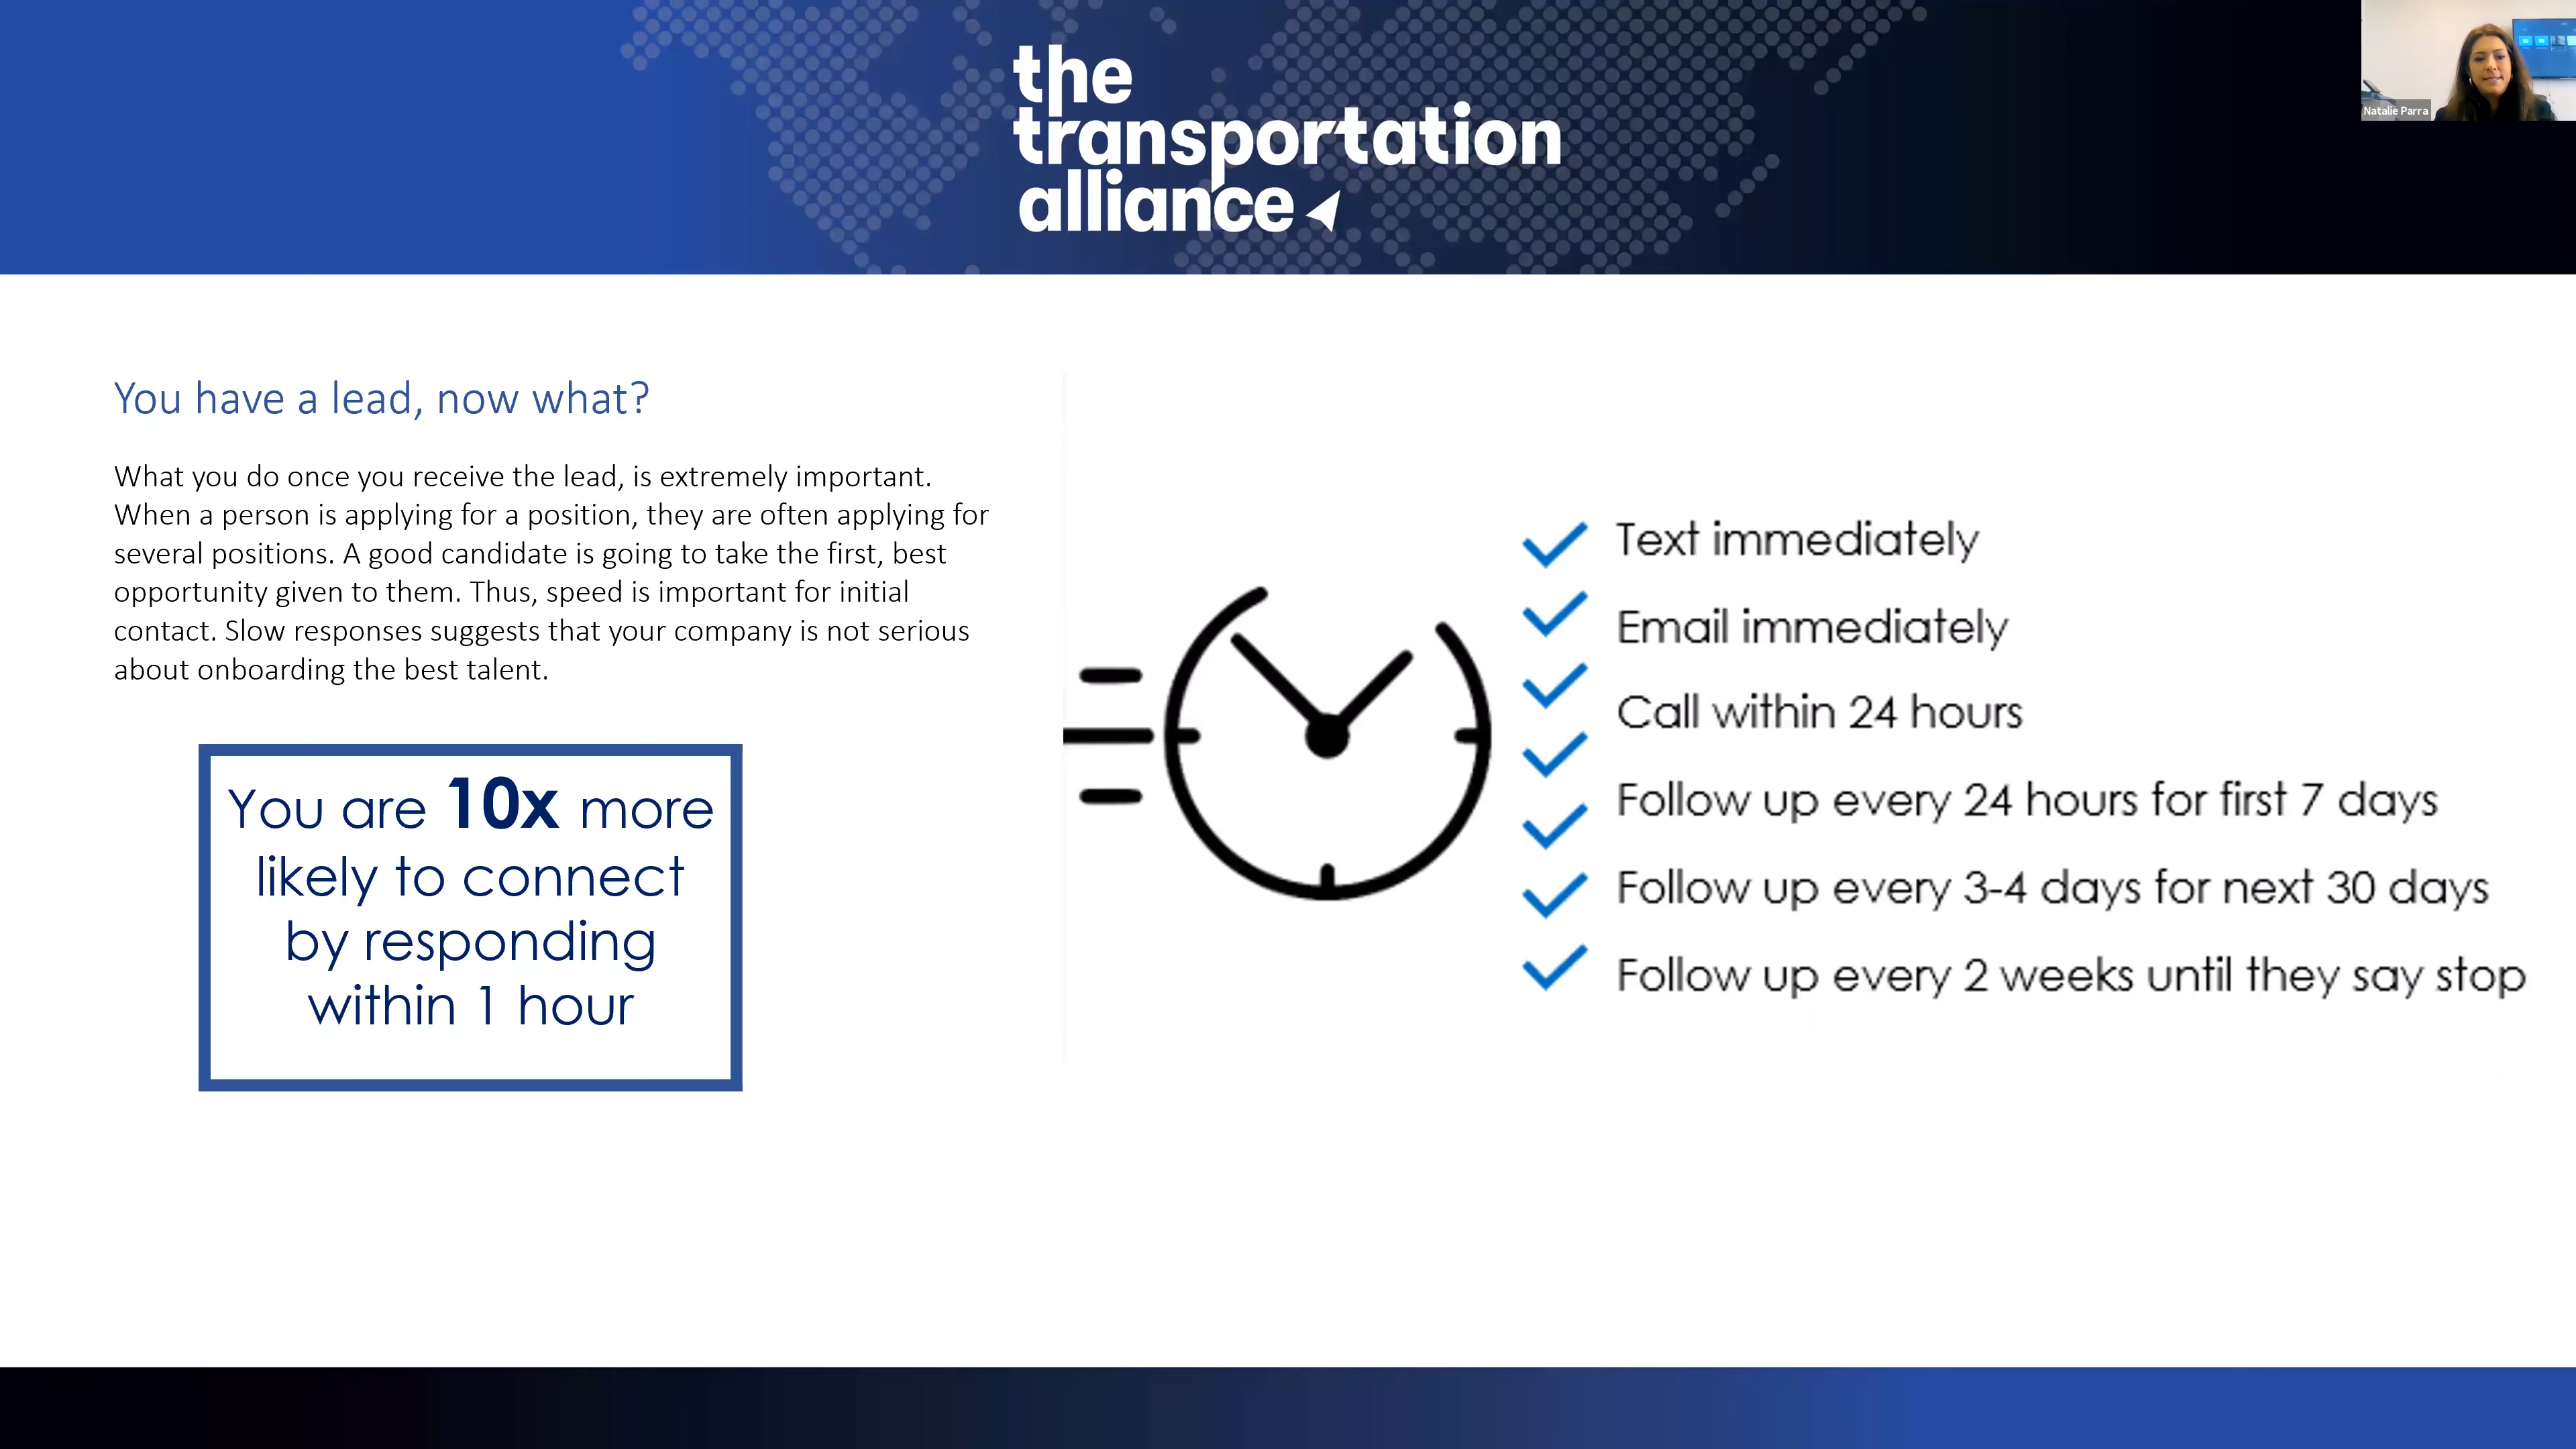 the
transportation
alliance
Natalie Parra
You have a lead, now what?
What you do once you receive the lead, is extremely important.
When a person is applying for a position, they are often applying for
several positions. A good candidate is going to take the first, best
opportunity given to them. Thus, speed is important for initial
contact. Slow responses suggests that your company is not serious
about onboarding the best talent.
You are 10x more
likely to connect
by responding
within 1 hour
Text immediately
Email immediately
Call within 24 hours
Follow up every 24 hours for first 7 days
Follow up every 3-4 days for next 30 days
Follow up every 2 weeks until they say stop